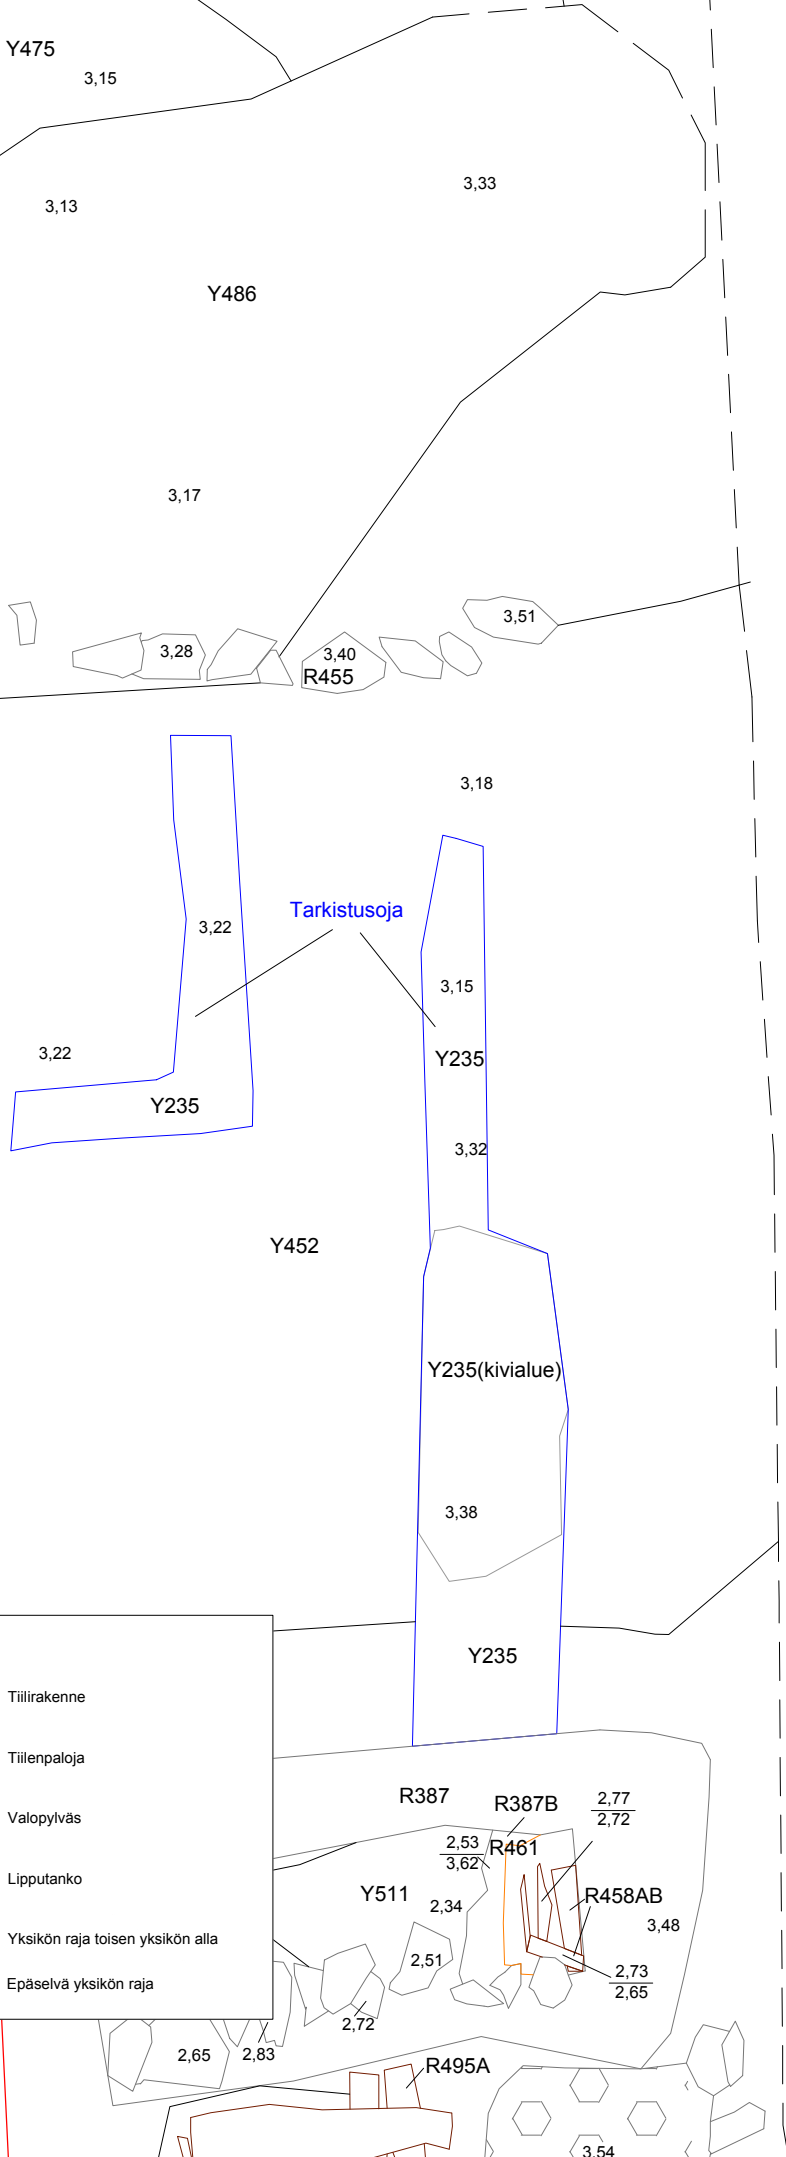 Y475
3,15
3,33
3,13
Y486
3,17
3,51
3,28
3,40
R455
3,18
Tarkistusoja
3,22
3,15
3,22
Y235
Y235
3,32
Y452
Y235(kivialue)
3,38
Y235
Tiilirakenne
Tiilenpaloja
Valopylväs
Lipputanko
Yksikön raja toisen yksikön alla
Epäselvä yksikön raja
R387
R387B
2,77
2,72
2,53
3,62
R461
Y511
2,34
R458AB
3,48
2,51
2,73
2,65
2,72
2,65
2,83
R495A
3,54